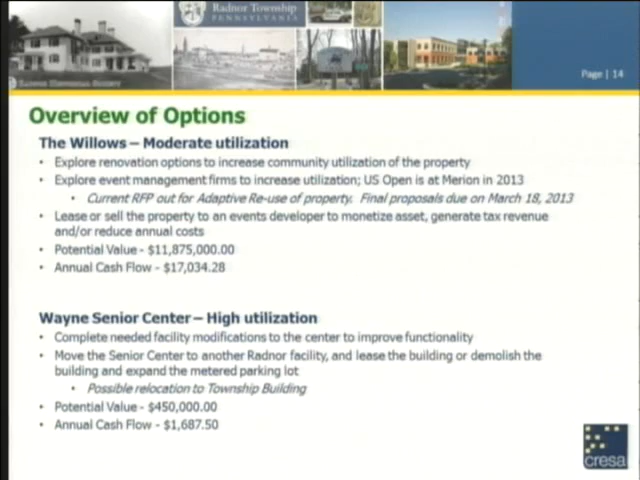 Radnor Township
PENNSYLVANIA
Page | 14
Overview of Options
The Willows – Moderate utilization
• Explore renovation options to increase community utilization of the property
• Explore event management firms to increase utilization; US Open is at Merion in 2013
• Current RFP out for Adaptive Re-use of property. Final proposals due on March 18, 2013
• Lease or sell the property to an events developer to monetize asset, generate tax revenue
and/or reduce annual costs
• Potential Value - $11,875,000.00
• Annual Cash Flow - $17,034.28
Wayne Senior Center – High utilization
• Complete needed facility modifications to the center to improve functionality
• Move the Senior Center to another Radnor facility, and lease the building or demolish the
building and expand the metered parking lot
• Possible relocation to Township Building
• Potential Value - $450,000.00
• Annual Cash Flow - $1,687.50
cresa